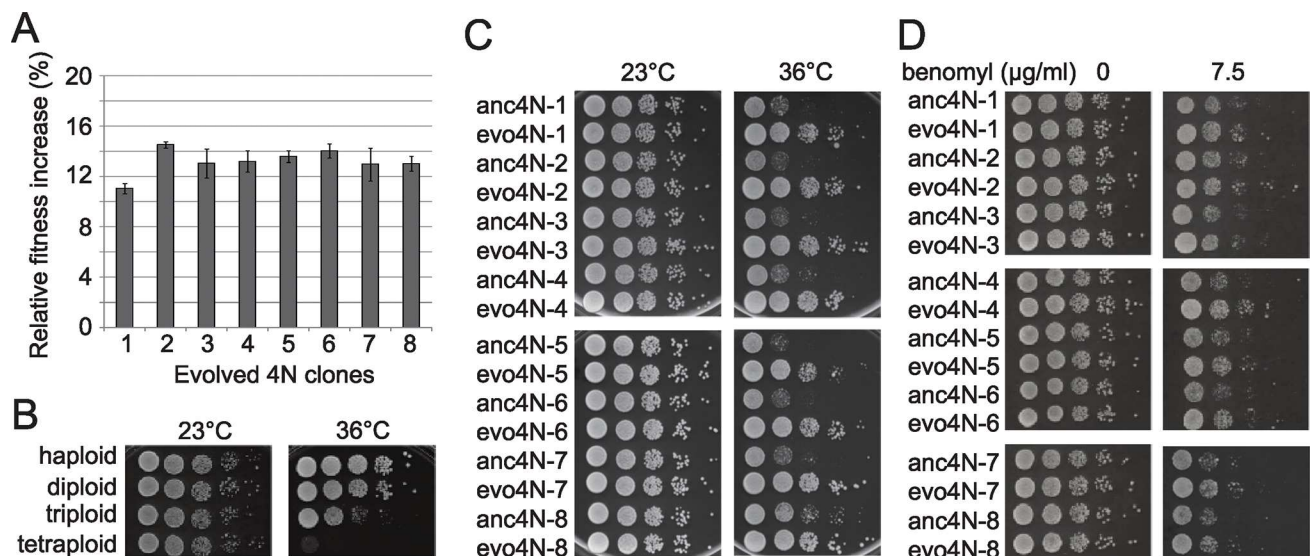 A
Relative fitness increase (%)
20
16
12
8
4
0
1 2 3 4 5 6 7 8
Evolved 4N clones
B
23°C 36°C
haploid
diploid
triploid
tetraploid
C
23°C 36°C
anc4N-1
evo4N-1
anc4N-2
evo4N-2
anc4N-3
evo4N-3
anc4N-4
evo4N-4
anc4N-5
evo4N-5
anc4N-6
evo4N-6
anc4N-7
evo4N-7
anc4N-8
evo4N-8
D
benomyl (µg/ml) 0 7.5
anc4N-1
evo4N-1
anc4N-2
evo4N-2
anc4N-3
evo4N-3
anc4N-4
evo4N-4
anc4N-5
evo4N-5
anc4N-6
evo4N-6
anc4N-7
evo4N-7
anc4N-8
evo4N-8